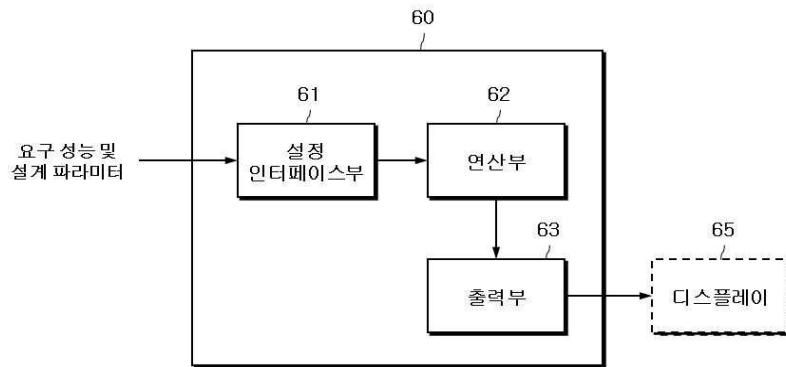 60
61
62
요구 성능 및
설계 파라미터
설정
인터페이스부
연산부
63
65
출력부
디스플레이